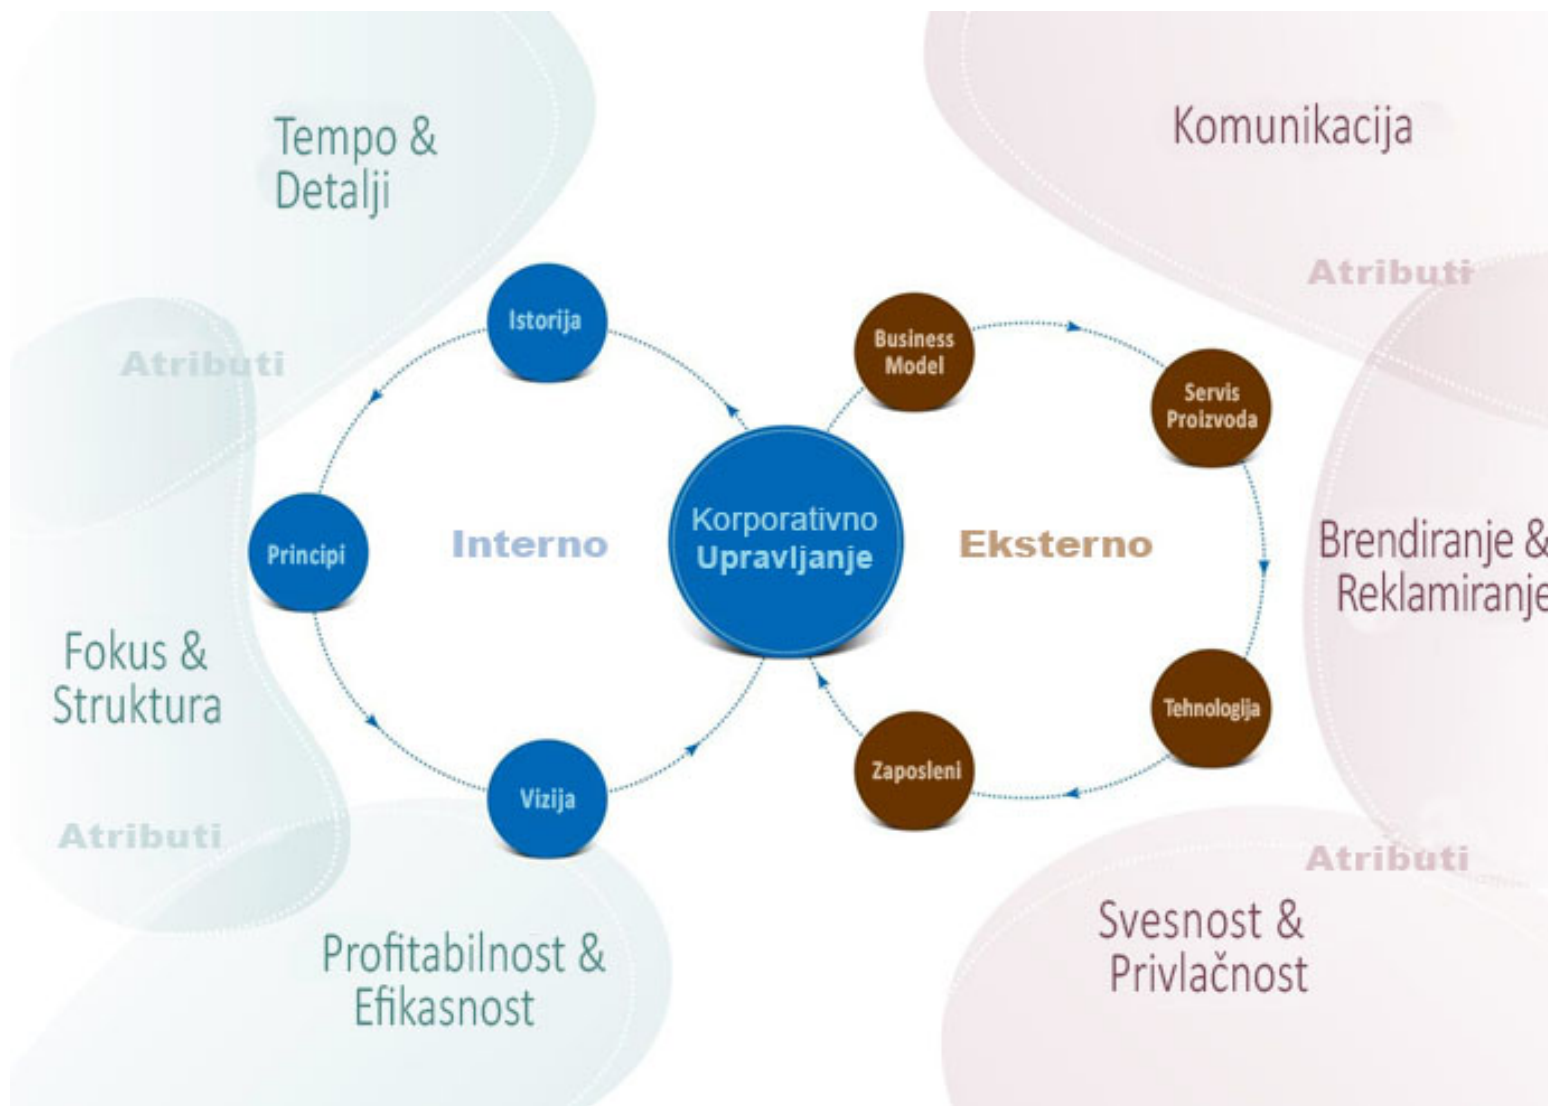 Tempo &
Detalji
Komunikacija
Atributi
Istorija
Business
Model
Atributi
Servis
Proizvoda
Korporativno
Upravljanje
Interno
Eksterno
Principi
Brendiranje &
Reklamiranje
Fokus &
Struktura
Tehnologija
Zaposleni
Vizija
Atributi
Atributi
Svesnost &
Privlačnost
Profitabilnost &
Efikasnost